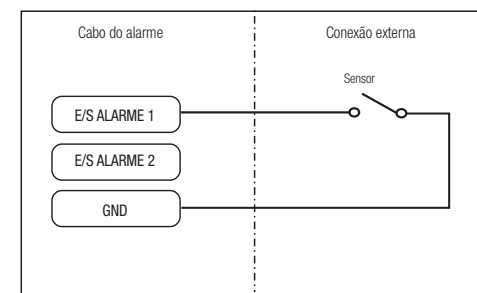 Cabo do alarme
Conexão externa
Sensor
E/S ALARME 1
E/S ALARME 2
GND